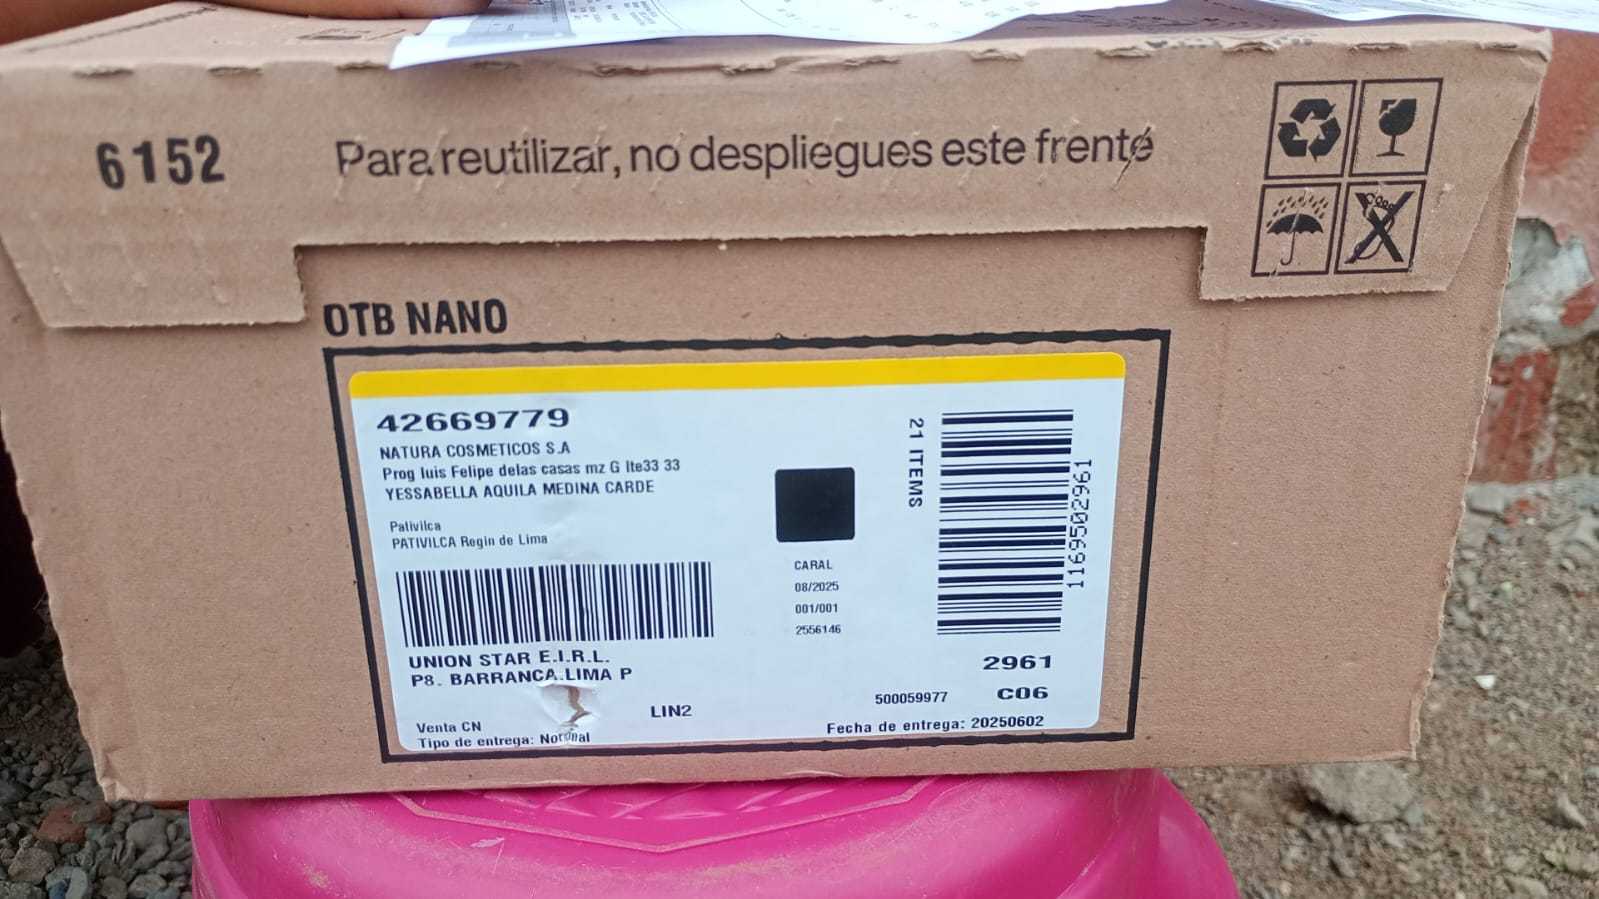 6152
Para reutilizar, no despliegues este frente
OTB NANO
42669779
NATURA COSMETICOS S.A
Prog luis Felipe delas casas mz G lte33 33
YESSABELLA AQUILA MEDINA CARDE
Pativilca
PATIVILCA Regin de Lima
UNION STAR E.I.R.L.
P8. BARRANCA.LIMA P
LIN2
Venta CN
Tipo de entrega: Normal
CARAL
08/2025
001/001
2556146
21 ITEMS
1169502961
2961
500059977 C06
Fecha de entrega: 20250602